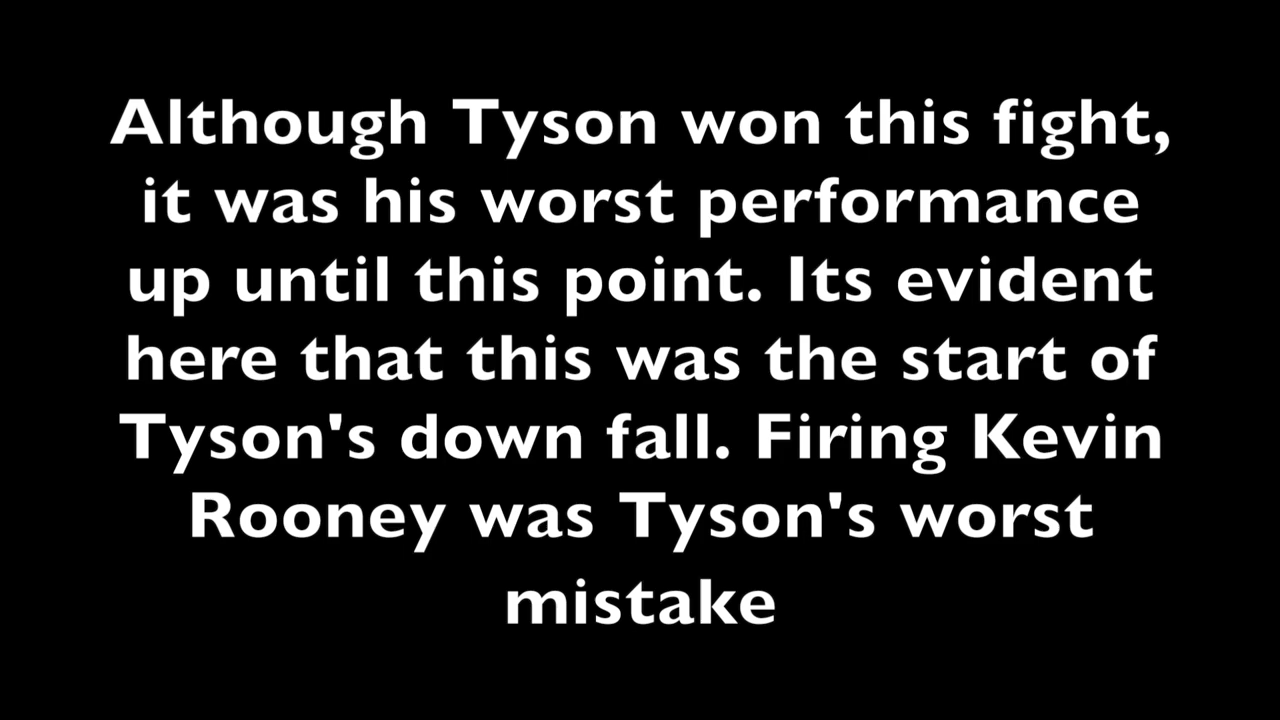 Although Tyson won this fight,
it was his worst performance
up until this point. Its evident
here that this was the start of
Tyson's down fall. Firing Kevin
Rooney was Tyson's worst
mistake